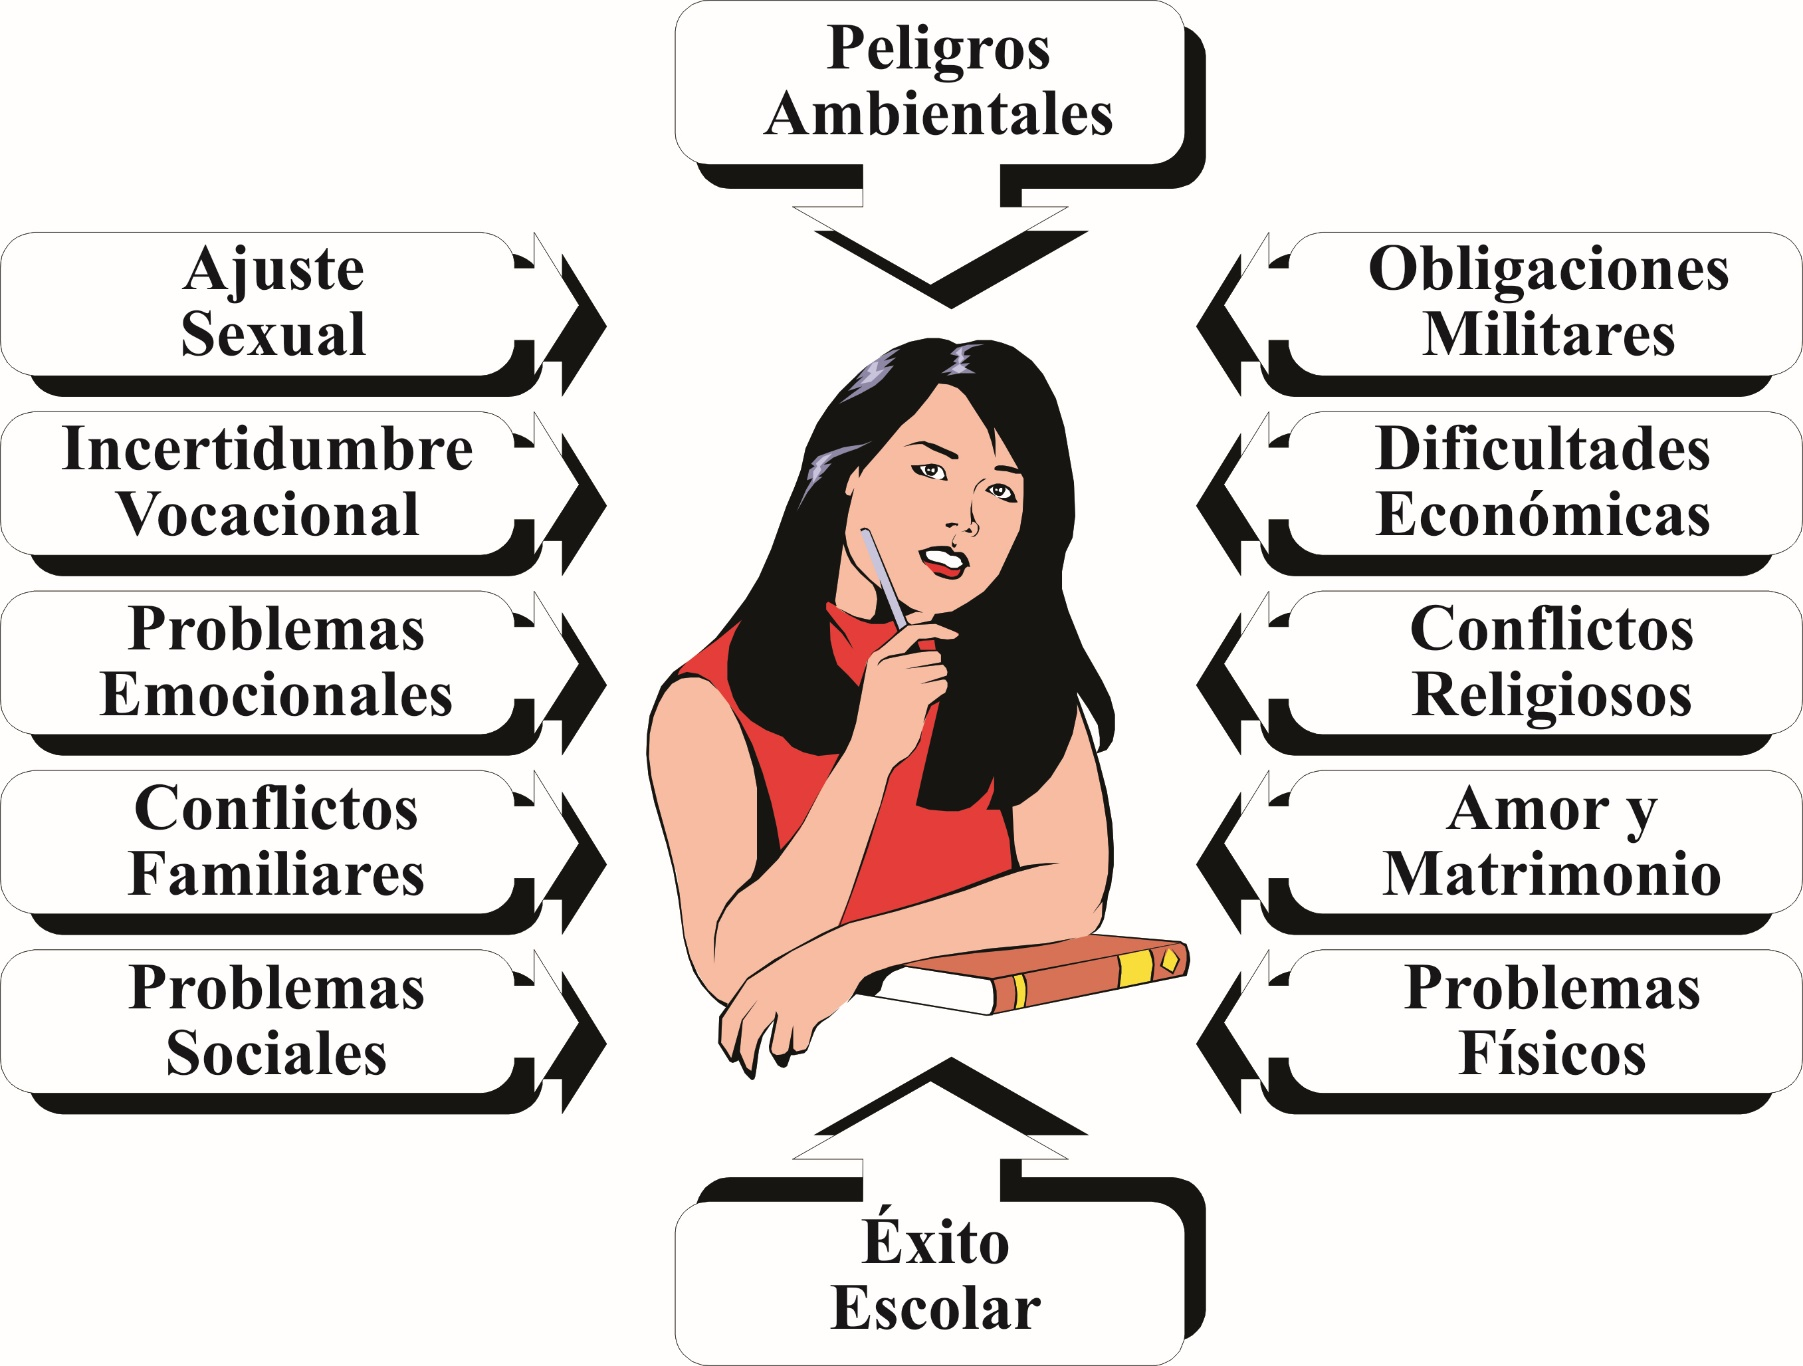 Peligros
Ambientales
Ajuste
Sexual
Incertidumbre
Vocacional
Problemas
Emocionales
Conflictos
Familiares
Problemas
Sociales
Obligaciones
Militares
Dificultades
Económicas
Conflictos
Religiosos
Amor y
Matrimonio
Problemas
Físicos
Éxito
Escolar